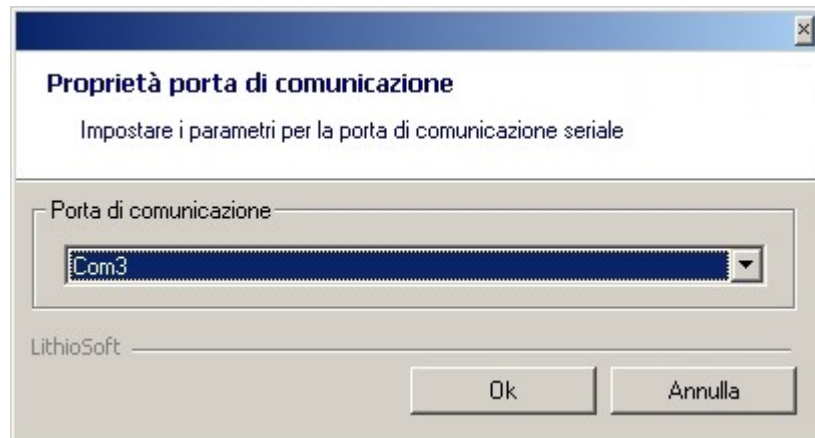 Proprietà porta di comunicazione
Impostare i parametri per la porta di comunicazione seriale
Porta di comunicazione
Com3
LithioSoft
Ok
Annulla